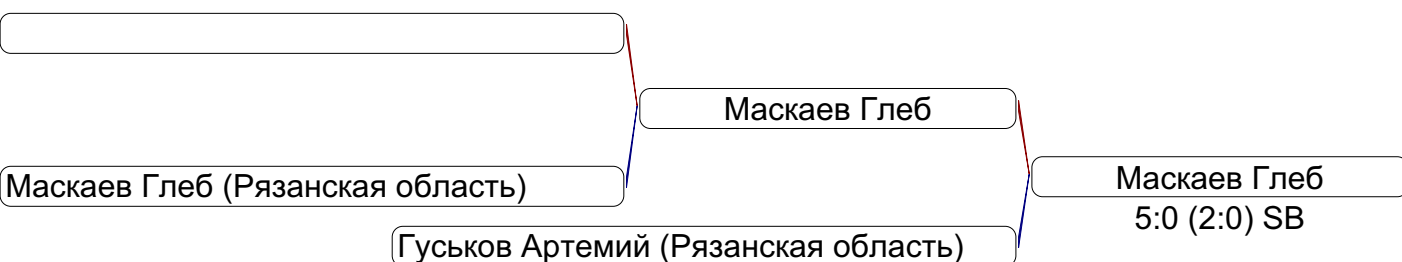 Маскаев Глеб
Маскаев Глеб (Рязанская область)
Маскаев Глеб
5:0 (2:0) SB
Гуськов Артемий (Рязанская область)